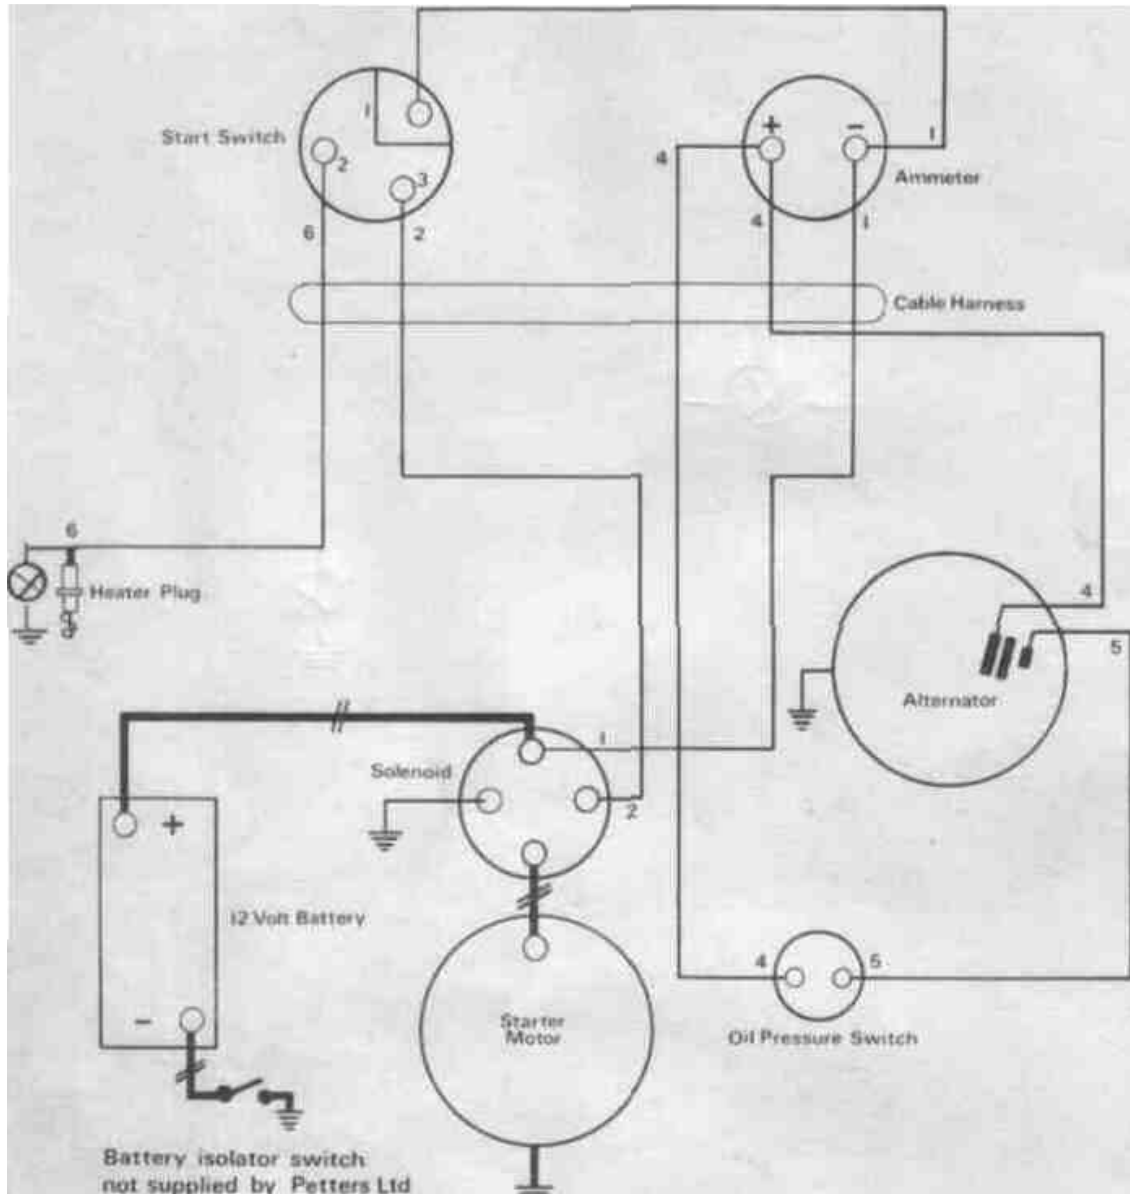 1
Start Switch
2
3
6
2
+
-
4
1
Ammeter
4
1
Cable Harness
6
Heater Plug
4
5
Alternator
1
Solenoid
2
+
12 Volt Battery
-
4
5
Starter
Motor
Oil Pressure Switch
Battery isolator switch
not supplied by Petters Ltd